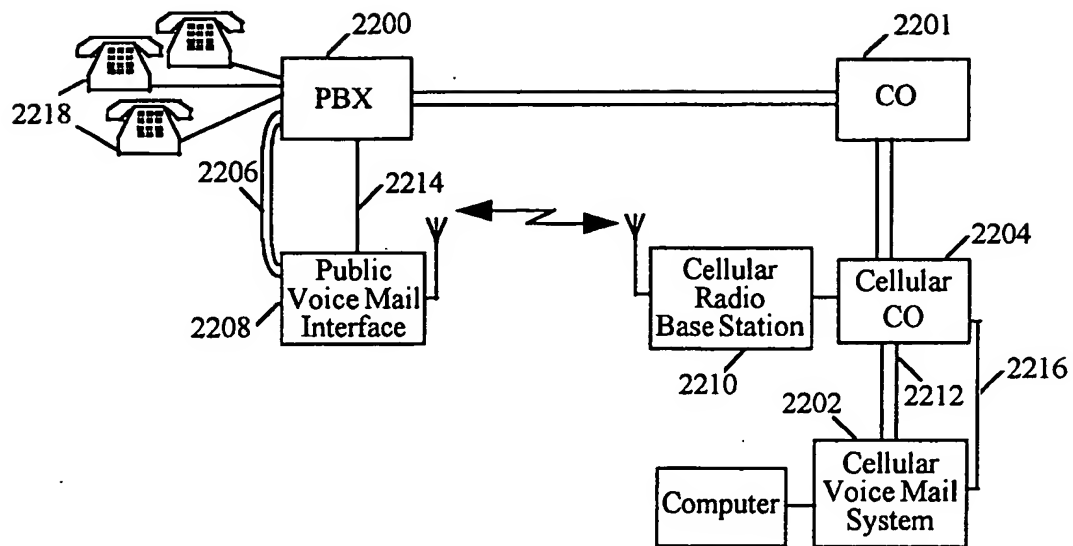 2200
2201
PBX
CO
2218
2206
2214
2204
Public
Voice Mail
Interface
Cellular
Radio
Base Station
Cellular
CO
2208
2210
2212
2216
2202
Computer
Cellular
Voice Mail
System